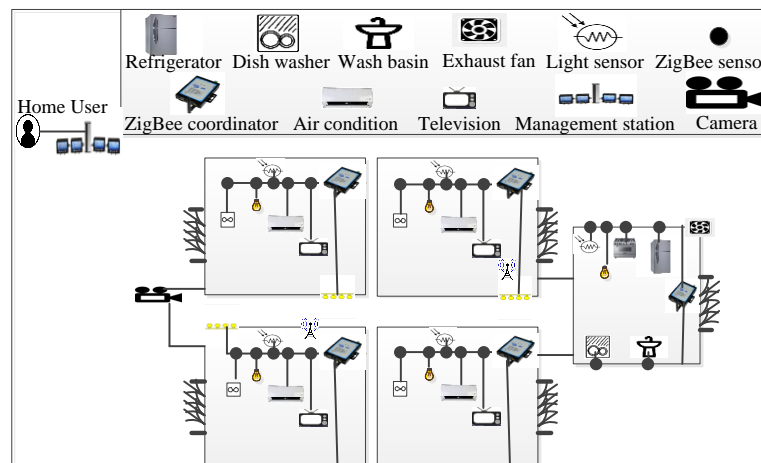 Refrigerator Dish washer Wash basin Exhaust fan Light sensor ZigBee senso
Home User
ZigBee coordinator Air condition Television Management station Camera